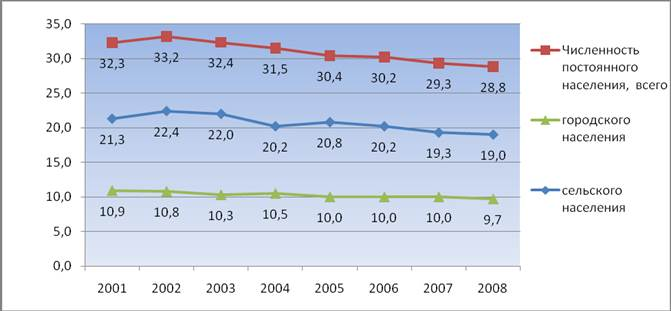 35,0
30,0
25,0
20,0
15,0
10,0
5,0
0,0
32,3 33,2 32,4 31,5 30,4 30,2 29,3 28,8
21,3 22,4 22,0 20,2 20,8 20,2 19,3 19,0
10,9 10,8 10,3 10,5 10,0 10,0 10,0 9,7
2001 2002 2003 2004 2005 2006 2007 2008
Численность
постоянного
населения, всего
городского
населения
сельского
населения